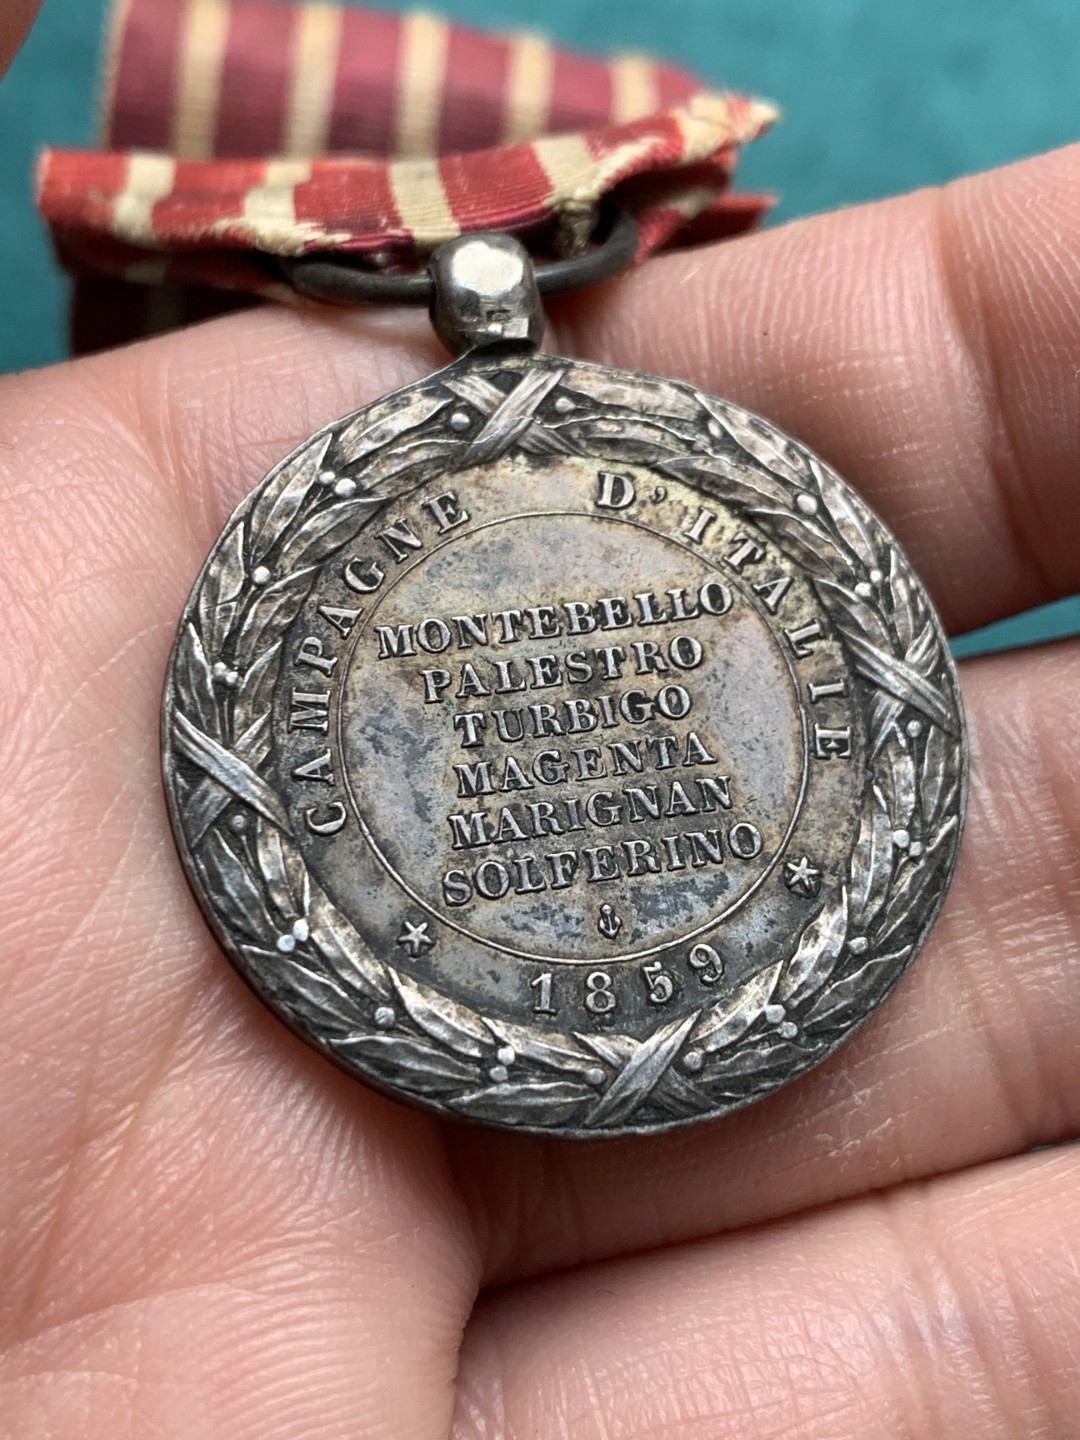 CAMPAGNE D'ITALIE
MONTEBELLO
PALESTRO
TURBIGO
MAGENTA
MARIGNAN
SOLFERINO
1859